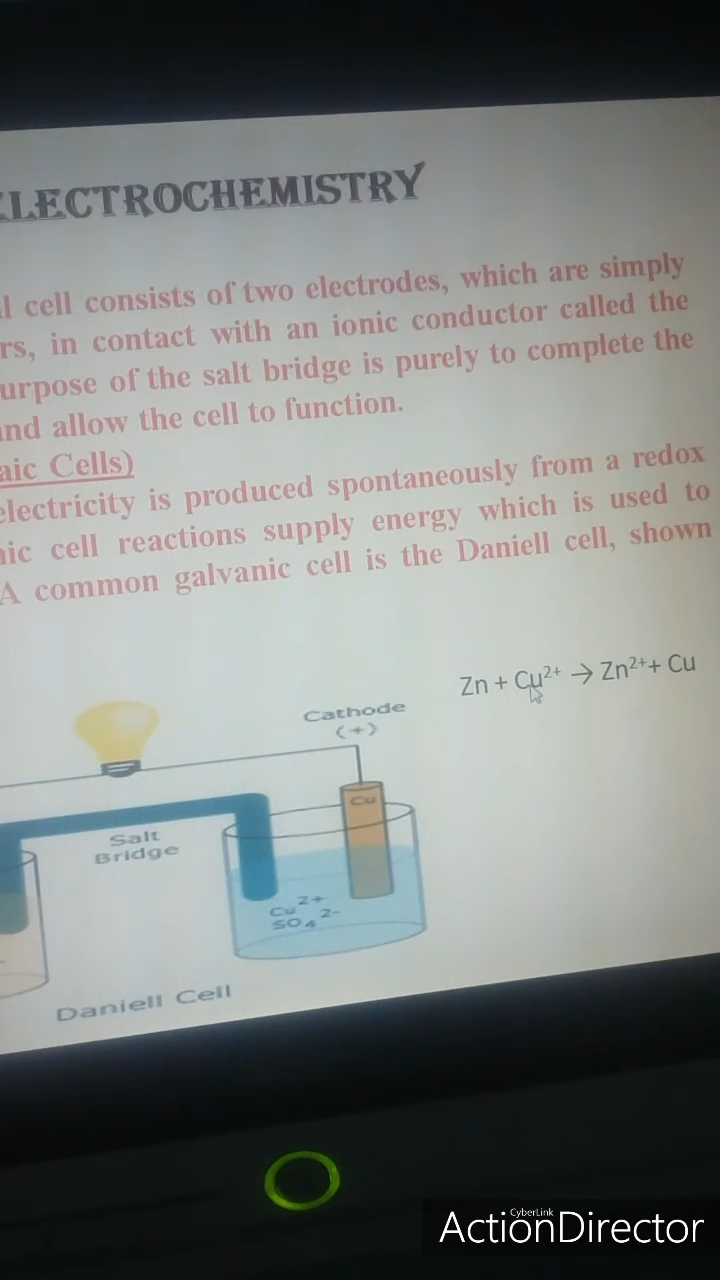 ELECTROCHEMISTRY
l cell consists of two electrodes, which are simply
rs, in contact with an ionic conductor called the
urpose of the salt bridge is purely to complete the
and allow the cell to function.
aic Cells)
electricity is produced spontaneously from a redox
nic cell reactions supply energy which is used to
A common galvanic cell is the Daniell cell, shown
Zn + Cu²⁺ → Zn²⁺ + Cu
Cathode
(+)
Cu
Salt
Bridge
Cu²⁺
SO₄²⁻
Daniell Cell
CyberLink
ActionDirector